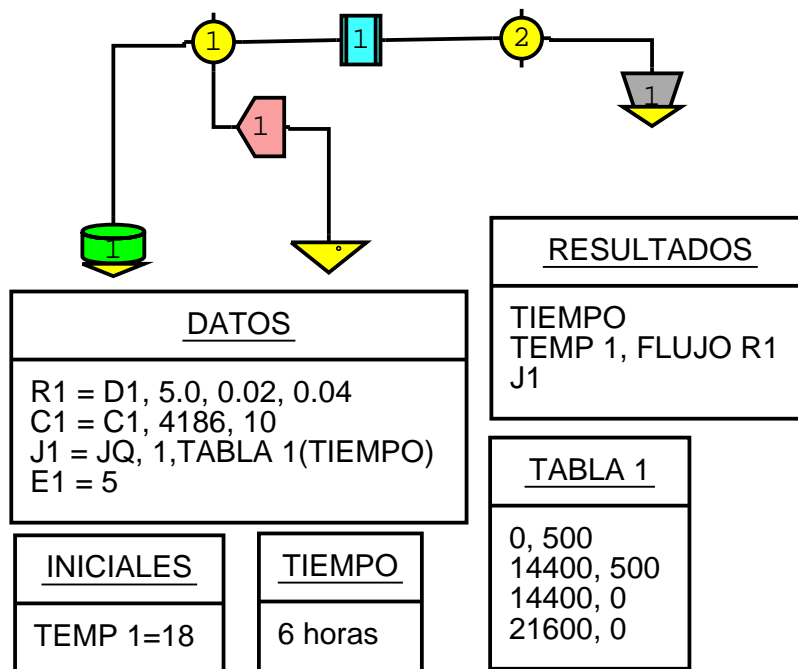 1
1
2
1
1
1
DATOS
R1 = D1, 5.0, 0.02, 0.04
C1 = C1, 4186, 10
J1 = JQ, 1,TABLA 1(TIEMPO)
E1 = 5
RESULTADOS
TIEMPO
TEMP 1, FLUJO R1
J1
INICIALES
TEMP 1=18
TIEMPO
6 horas
TABLA 1
0, 500
14400, 500
14400, 0
21600, 0